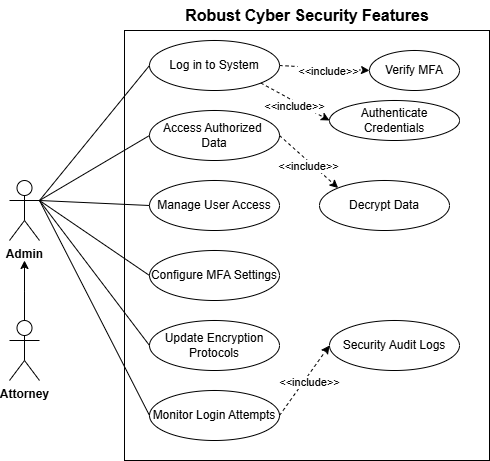 Robust Cyber Security Features
Log in to System
<<include>>
Verify MFA
<<include>>
Authenticate
Credentials
Access Authorized
Data
<<include>>
Manage User Access
Decrypt Data
Admin
Configure MFA Settings
Update Encryption
Protocols
Security Audit Logs
<<include>>
Attorney
Monitor Login Attempts